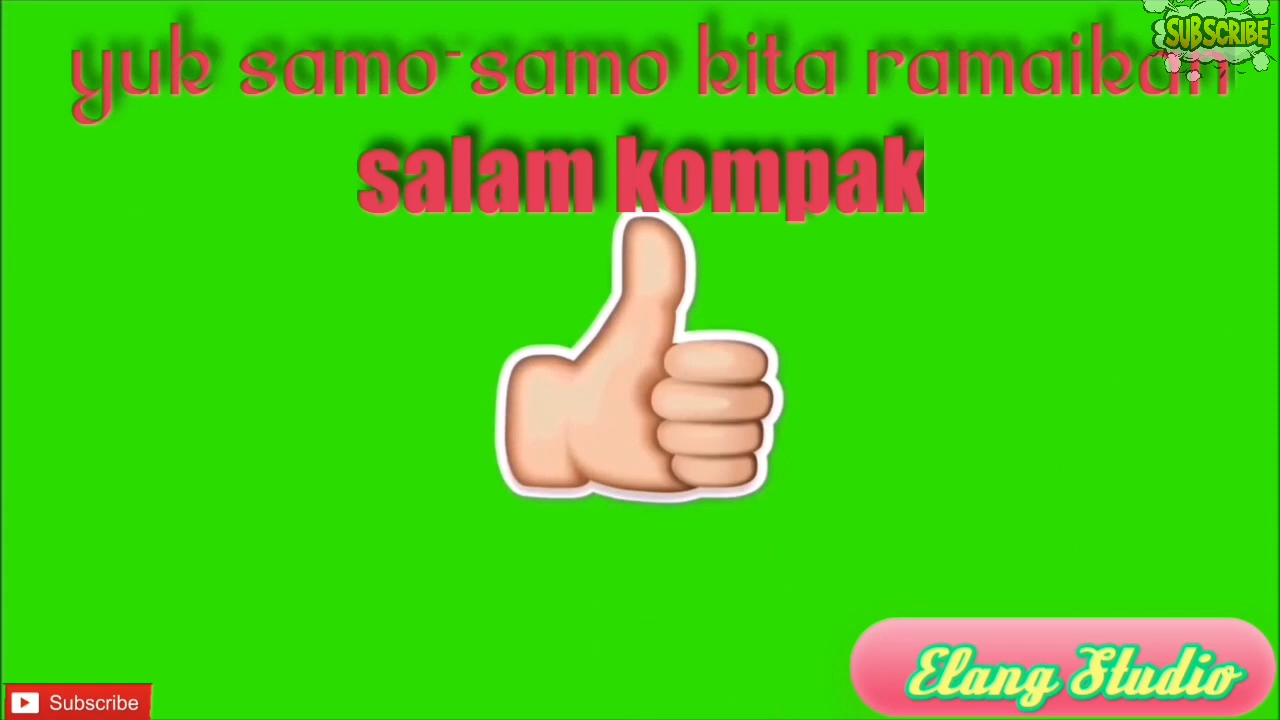 SUBSCRIBE
yuk samo-samo kita ramaikan
salam kompak
Elang Studio
Subscribe